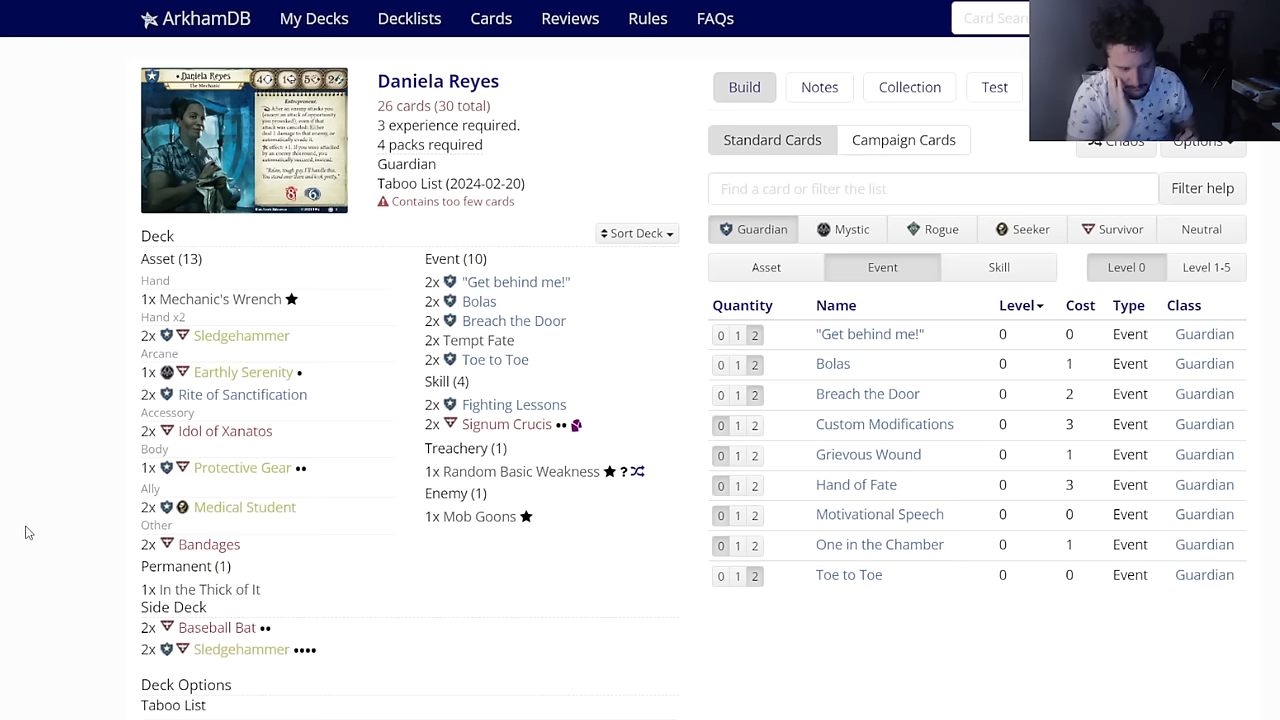 ArkhamDB My Decks Decklists Cards Reviews Rules FAQs Card Sear
Daniela Reyes
The Mechanic
Daniela Reyes
26 cards (30 total)
3 experience required.
4 packs required
Guardian
Taboo List (2024-02-20)
Contains too few cards
Deck
Sort Deck
Asset (13)
Hand
1x Mechanic's Wrench
Hand x2
2x Sledgehammer
Arcane
1x Earthly Serenity
2x Rite of Sanctification
Accessory
2x Idol of Xanatos
Body
1x Protective Gear
Ally
2x Medical Student
Other
2x Bandages
Permanent (1)
1x In the Thick of It
Side Deck
2x Baseball Bat
2x Sledgehammer
Deck Options
Taboo List
Event (10)
2x "Get behind me!"
2x Bolas
2x Breach the Door
2x Tempt Fate
2x Toe to Toe
Skill (4)
2x Fighting Lessons
2x Signum Crucis
Treachery (1)
1x Random Basic Weakness ?
Enemy (1)
1x Mob Goons
Build Notes Collection Test
Standard Cards Campaign Cards Chaos Options
Find a card or filter the list Filter help
Guardian Mystic Rogue Seeker Survivor Neutral
Asset Event Skill Level 0 Level 1-5
Quantity Name Level Cost Type Class
0 1 2 "Get behind me!" 0 0 Event Guardian
0 1 2 Bolas 0 1 Event Guardian
0 1 2 Breach the Door 0 2 Event Guardian
0 1 2 Custom Modifications 0 3 Event Guardian
0 1 2 Grievous Wound 0 1 Event Guardian
0 1 2 Hand of Fate 0 3 Event Guardian
0 1 2 Motivational Speech 0 0 Event Guardian
0 1 2 One in the Chamber 0 1 Event Guardian
0 1 2 Toe to Toe 0 0 Event Guardian